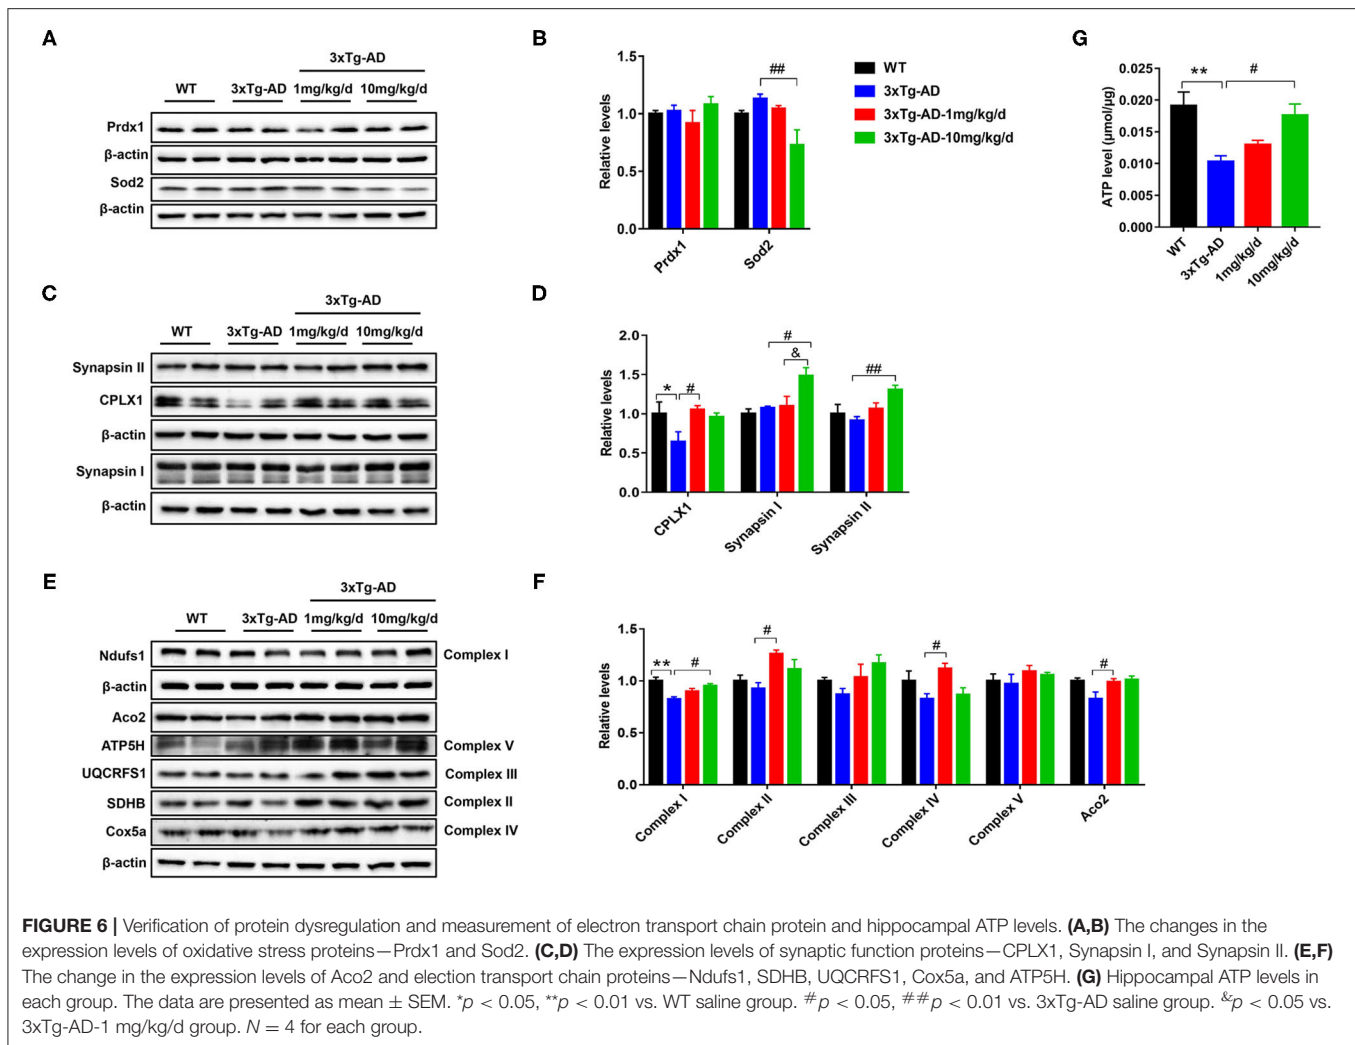 A
3xTg-AD
WT 3xTg-AD 1mg/kg/d 10mg/kg/d
Prdx1
β-actin
Sod2
β-actin
B
Relative levels
1.5
1.0
0.5
0.0
##
Prdx1
Sod2
WT
3xTg-AD
3xTg-AD-1mg/kg/d
3xTg-AD-10mg/kg/d
G
ATP level (μmol/μg)
0.025
0.020
0.015
0.010
0.005
0.000
**
#
WT
3xTg-AD
1mg/kg/d
10mg/kg/d
C
3xTg-AD
WT 3xTg-AD 1mg/kg/d 10mg/kg/d
Synapsin II
CPLX1
β-actin
Synapsin I
β-actin
D
Relative levels
2.0
1.5
1.0
0.5
0.0
*
#
#
&
##
CPLX1
Synapsin I
Synapsin II
E
3xTg-AD
WT 3xTg-AD 1mg/kg/d 10mg/kg/d
Ndufs1 Complex I
β-actin
Aco2
ATP5H Complex V
UQCRFS1 Complex III
SDHB Complex II
Cox5a Complex IV
β-actin
F
Relative levels
1.5
1.0
0.5
0.0
**
#
#
#
#
Complex I
Complex II
Complex III
Complex IV
Complex V
Aco2
FIGURE 6 | Verification of protein dysregulation and measurement of electron transport chain protein and hippocampal ATP levels. (A,B) The changes in the
expression levels of oxidative stress proteins—Prdx1 and Sod2. (C,D) The expression levels of synaptic function proteins—CPLX1, Synapsin I, and Synapsin II. (E,F)
The change in the expression levels of Aco2 and election transport chain proteins—Ndufs1, SDHB, UQCRFS1, Cox5a, and ATP5H. (G) Hippocampal ATP levels in
each group. The data are presented as mean ± SEM. *p < 0.05, **p < 0.01 vs. WT saline group. #p < 0.05, ##p < 0.01 vs. 3xTg-AD saline group. &p < 0.05 vs.
3xTg-AD-1 mg/kg/d group. N = 4 for each group.